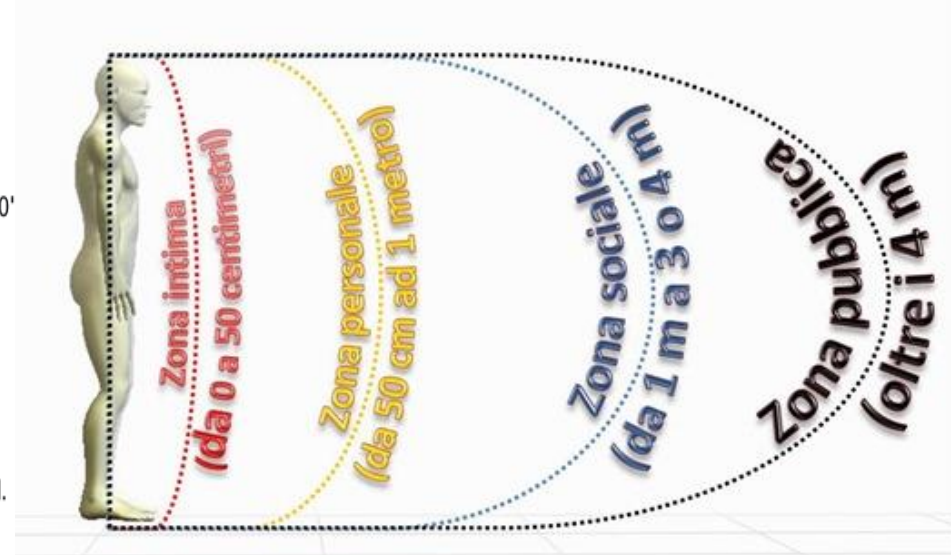 Zona intima
(da 0 a 50 centimetri)
Zona personale
(da 50 cm ad 1 metro)
Zona sociale
(da 1 m a 3 o 4 m)
Zona pubblica
(oltre i 4 m)
0'